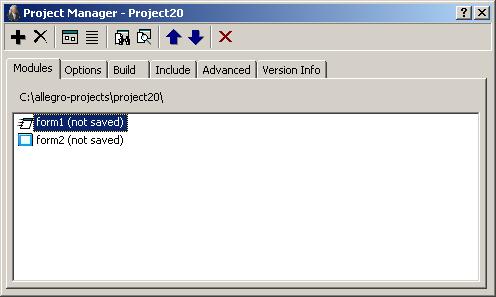 Project Manager - Project20
Modules Options Build Include Advanced Version Info
C:\allegro-projects\project20\
form1 (not saved)
form2 (not saved)